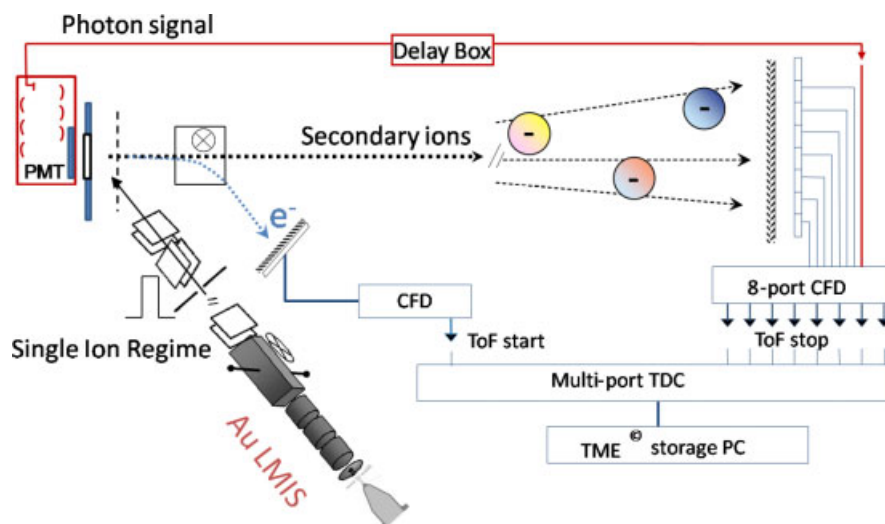 Photon signal
Delay Box
PMT
Secondary ions
-
-
-
e-
CFD
8-port CFD
Single Ion Regime
ToF start
ToF stop
Multi-port TDC
Au LMIS
TME © storage PC